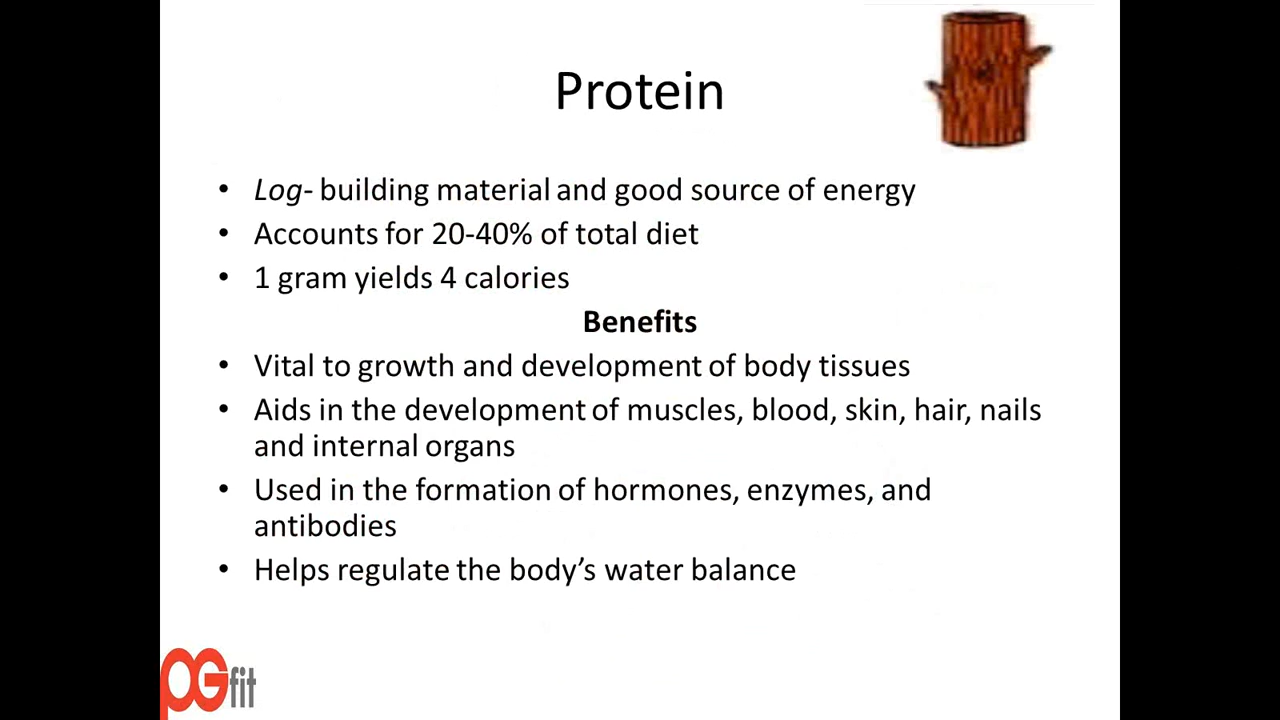 Protein
• Log- building material and good source of energy
• Accounts for 20-40% of total diet
• 1 gram yields 4 calories
Benefits
• Vital to growth and development of body tissues
• Aids in the development of muscles, blood, skin, hair, nails
and internal organs
• Used in the formation of hormones, enzymes, and
antibodies
• Helps regulate the body’s water balance
PGfit